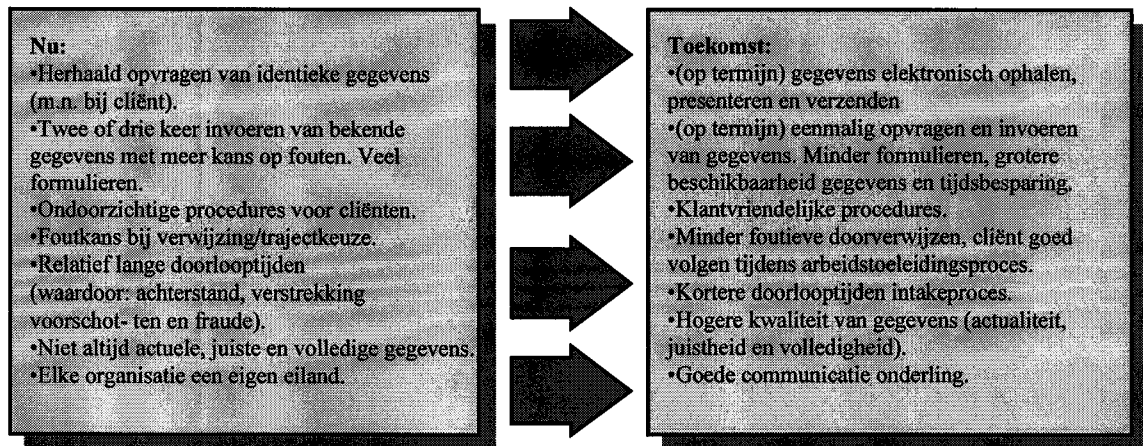 Nu:
•Herhaald opvragen van identieke gegevens
(m.n. bij cliënt).
•Twee of drie keer invoeren van bekende
gegevens met meer kans op fouten. Veel
formulieren.
•Ondoorzichtige procedures voor cliënten.
•Foutkans bij verwijzing/trajectkeuze.
•Relatief lange doorlooptijden
(waardoor: achterstand, verstrekking
voorschot- ten en fraude).
•Niet altijd actuele, juiste en volledige gegevens.
•Elke organisatie een eigen eiland.
Toekomst:
•(op termijn) gegevens elektronisch ophalen,
presenteren en verzenden
•(op termijn) eenmalig opvragen en invoeren
van gegevens. Minder formulieren, grotere
beschikbaarheid gegevens en tijdsbesparing.
•Klantvriendelijke procedures.
•Minder foutieve doorverwijzen, cliënt goed
volgen tijdens arbeidstoeleidingsproces.
•Kortere doorlooptijden intakeproces.
•Hogere kwaliteit van gegevens (actualiteit,
juistheid en volledigheid).
•Goede communicatie onderling.